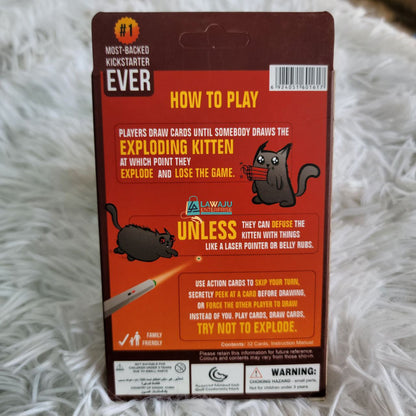 #1
MOST-BACKED
KICKSTARTER
EVER
6 924051 601617
HOW TO PLAY
PLAYERS DRAW CARDS UNTIL SOMEBODY DRAWS THE
EXPLODING KITTEN
AT WHICH POINT THEY
EXPLODE AND LOSE THE GAME.
LAWAJU
ENTERPRISE
UNLESS THEY CAN DEFUSE THE
KITTEN WITH THINGS
LIKE A LASER POINTER OR BELLY RUBS.
USE ACTION CARDS TO SKIP YOUR TURN,
SECRETLY PEEK AT A CARD BEFORE DRAWING,
OR FORCE THE OTHER PLAYER TO DRAW
INSTEAD OF YOU. PLAY CARDS, DRAW CARDS,
TRY NOT TO EXPLODE.
FAMILY
FRIENDLY
Contents: 52 Cards, Instruction Manual
Please retain this information for future reference.
Colours and contents may vary from those shown.
WARNING:
CHOKING HAZARD - small parts.
Not for children under 3 years.